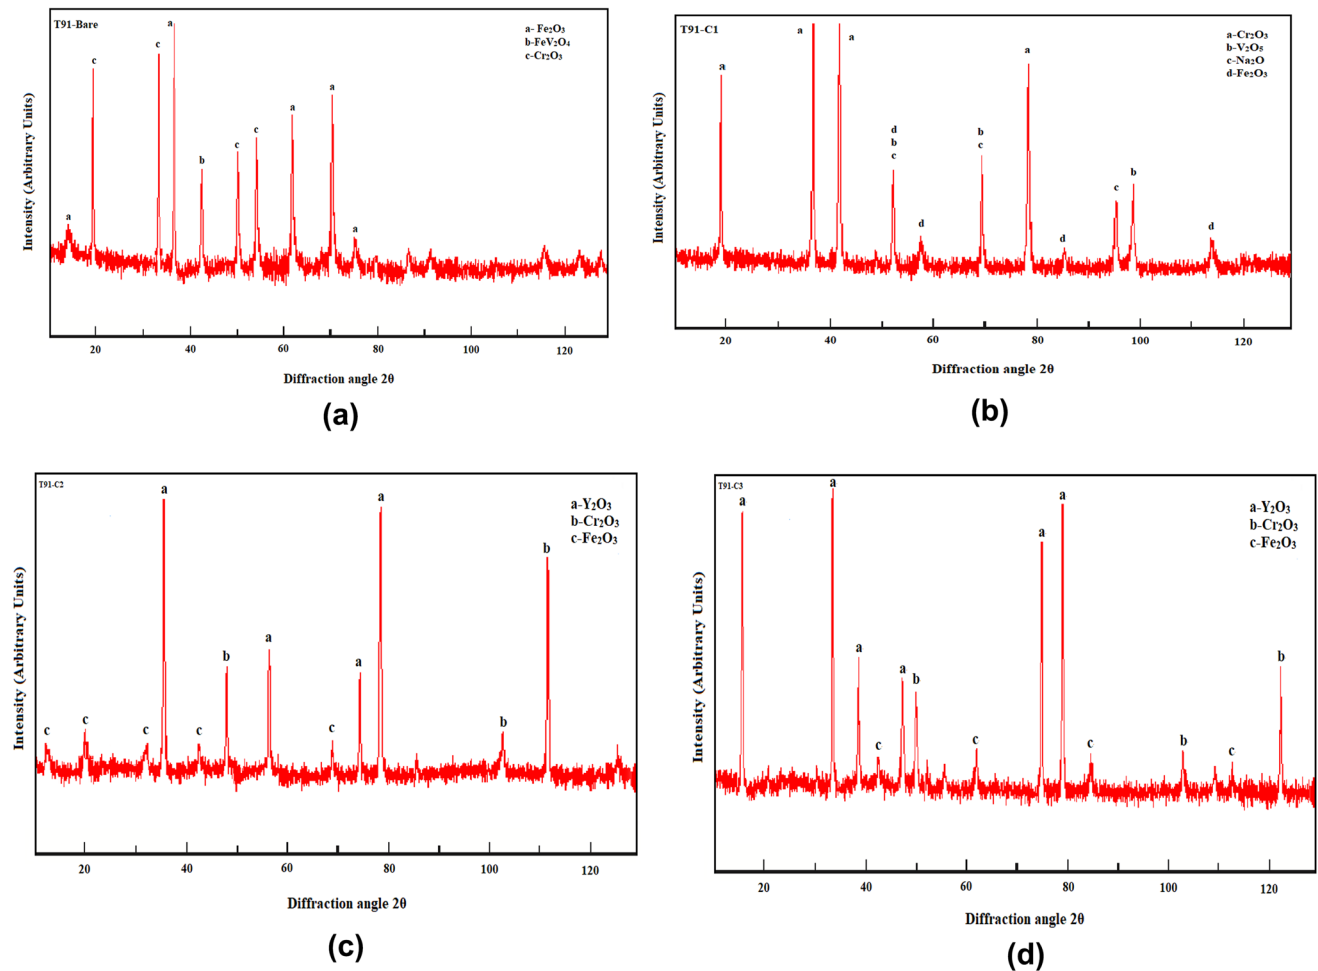 T91-Bare
a- Fe₂O₃
b-FeV₂O₄
c-Cr₂O₃
c
c
a
b
c
c
a
a
a
a
Intensity (Arbitrary Units)
20
40
60
80
100
120
Diffraction angle 2θ
(a)
T91-C1
a-Cr₂O₃
b-V₂O₅
c-Na₂O
d-Fe₂O₃
a
a
a
d
b
c
d
b
c
a
d
c
b
d
Intensity (Arbitrary Units)
20
40
60
80
100
120
Diffraction angle 2θ
(b)
T91-C2
a-Y₂O₃
b-Cr₂O₃
c-Fe₂O₃
c
c
c
a
c
b
a
c
a
a
b
b
Intensity (Arbitrary Units)
20
40
60
80
100
120
Diffraction angle 2θ
(c)
T91-C3
a-Y₂O₃
b-Cr₂O₃
c-Fe₂O₃
a
a
a
c
a
b
c
a
a
c
b
c
b
Intensity (Arbitrary Units)
20
40
60
80
100
120
Diffraction angle 2θ
(d)